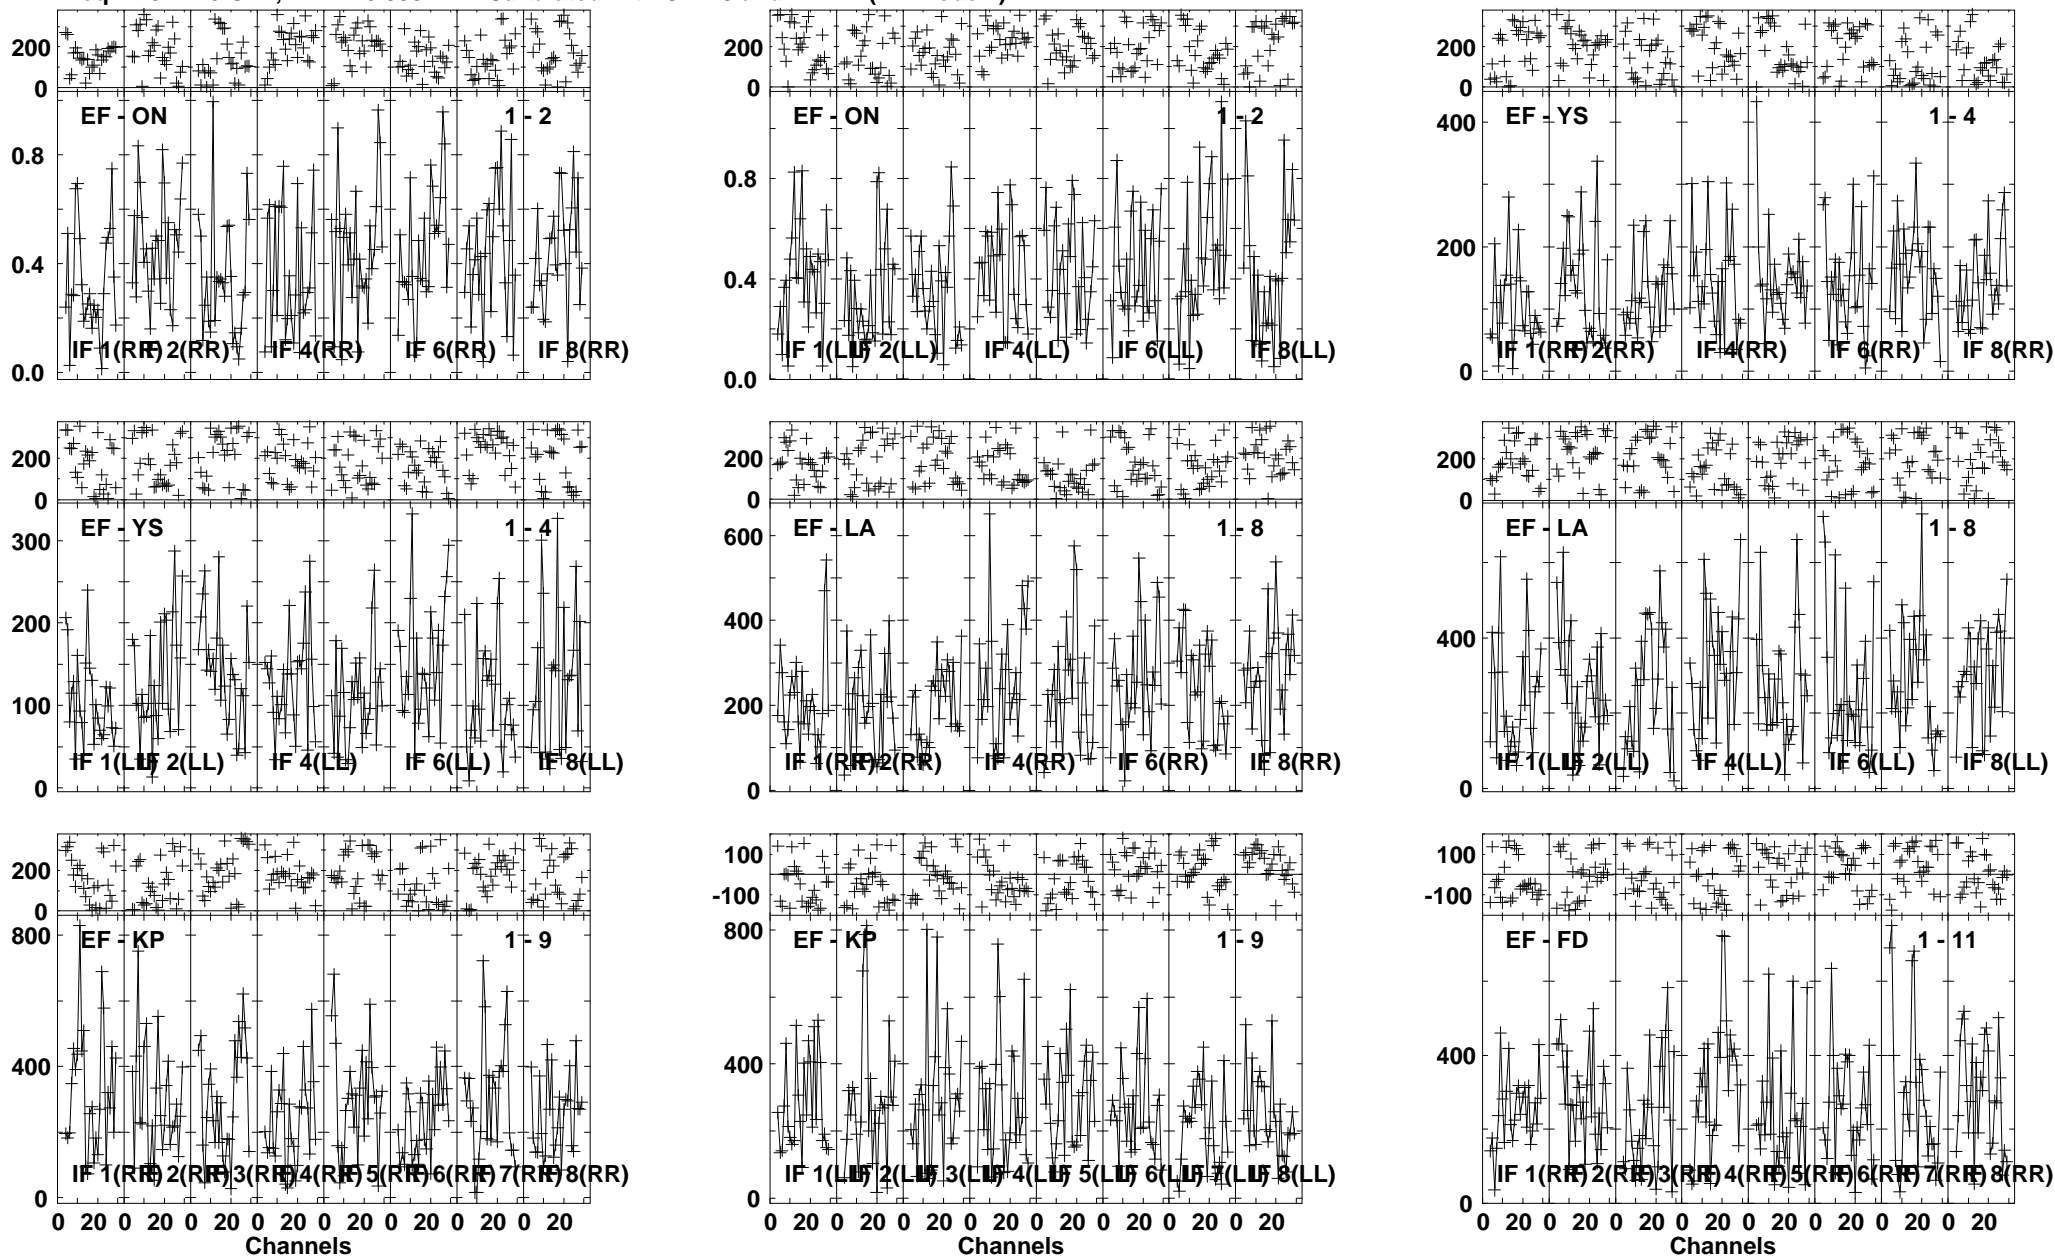 200
0
EF - ON 1 - 2
0.8
0.4
0.0
IF 1(RR) IF 2(RR) IF 4(RR) IF 6(RR) IF 8(RR)
200
0
EF - ON 1 - 2
0.8
0.4
0.0
IF 1(LL) IF 2(LL) IF 4(LL) IF 6(LL) IF 8(LL)
200
0
EF - YS 1 - 4
400
200
0
IF 1(RR) IF 2(RR) IF 4(RR) IF 6(RR) IF 8(RR)
200
0
EF - YS 1 - 4
300
200
100
0
IF 1(LL) IF 2(LL) IF 4(LL) IF 6(LL) IF 8(LL)
200
0
EF - LA 1 - 8
600
400
200
0
IF 1(RR) IF 2(RR) IF 4(RR) IF 6(RR) IF 8(RR)
200
0
EF - LA 1 - 8
400
0
IF 1(LL) IF 2(LL) IF 4(LL) IF 6(LL) IF 8(LL)
200
0
EF - KP 1 - 9
800
400
0
IF 1(RR) IF 2(RR) IF 3(RR) IF 4(RR) IF 5(RR) IF 6(RR) IF 7(RR) IF 8(RR)
0 20 0 20 0 20 0 20 0 20 0 20 0 20 0 20
Channels
100
-100
EF - KP 1 - 9
800
400
0
IF 1(LL) IF 2(LL) IF 3(LL) IF 4(LL) IF 5(LL) IF 6(LL) IF 7(LL) IF 8(LL)
0 20 0 20 0 20 0 20 0 20 0 20 0 20 0 20
Channels
100
-100
EF - FD 1 - 11
400
0
IF 1(RR) IF 2(RR) IF 3(RR) IF 4(RR) IF 5(RR) IF 6(RR) IF 7(RR) IF 8(RR)
0 20 0 20 0 20 0 20 0 20 0 20 0 20 0 20
Channels